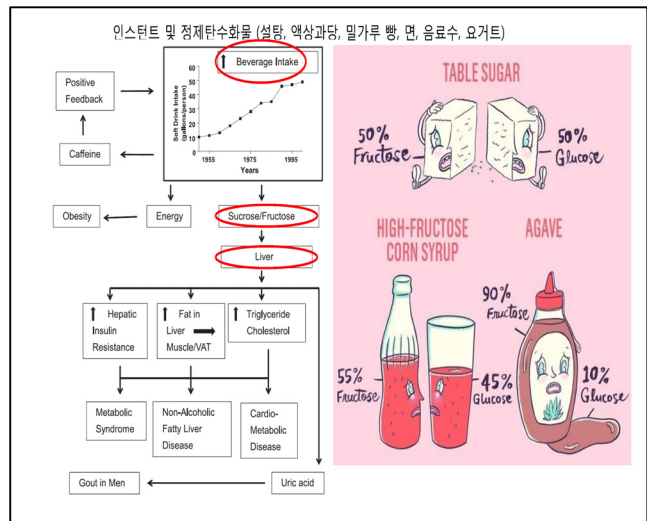 인스턴트 및 정제탄수화물 (설탕, 액상과당, 밀가루 빵, 면, 음료수, 요거트)
Beverage Intake
Soft Drink Intake
(gallons/person)
60
50
40
30
20
10
0
1955
1975
1995
Years
Positive
Feedback
Caffeine
Obesity
Energy
Sucrose/Fructose
Liver
Hepatic
Insulin
Resistance
Fat in
Liver
Muscle/VAT
Triglyceride
Cholesterol
Metabolic
Syndrome
Non-Alcoholic
Fatty Liver
Disease
Cardio-
Metabolic
Disease
Gout in Men
Uric acid
TABLE SUGAR
50%
Fructose
50%
Glucose
HIGH-FRUCTOSE
CORN SYRUP
55%
Fructose
45%
Glucose
AGAVE
90%
Fructose
10%
Glucose